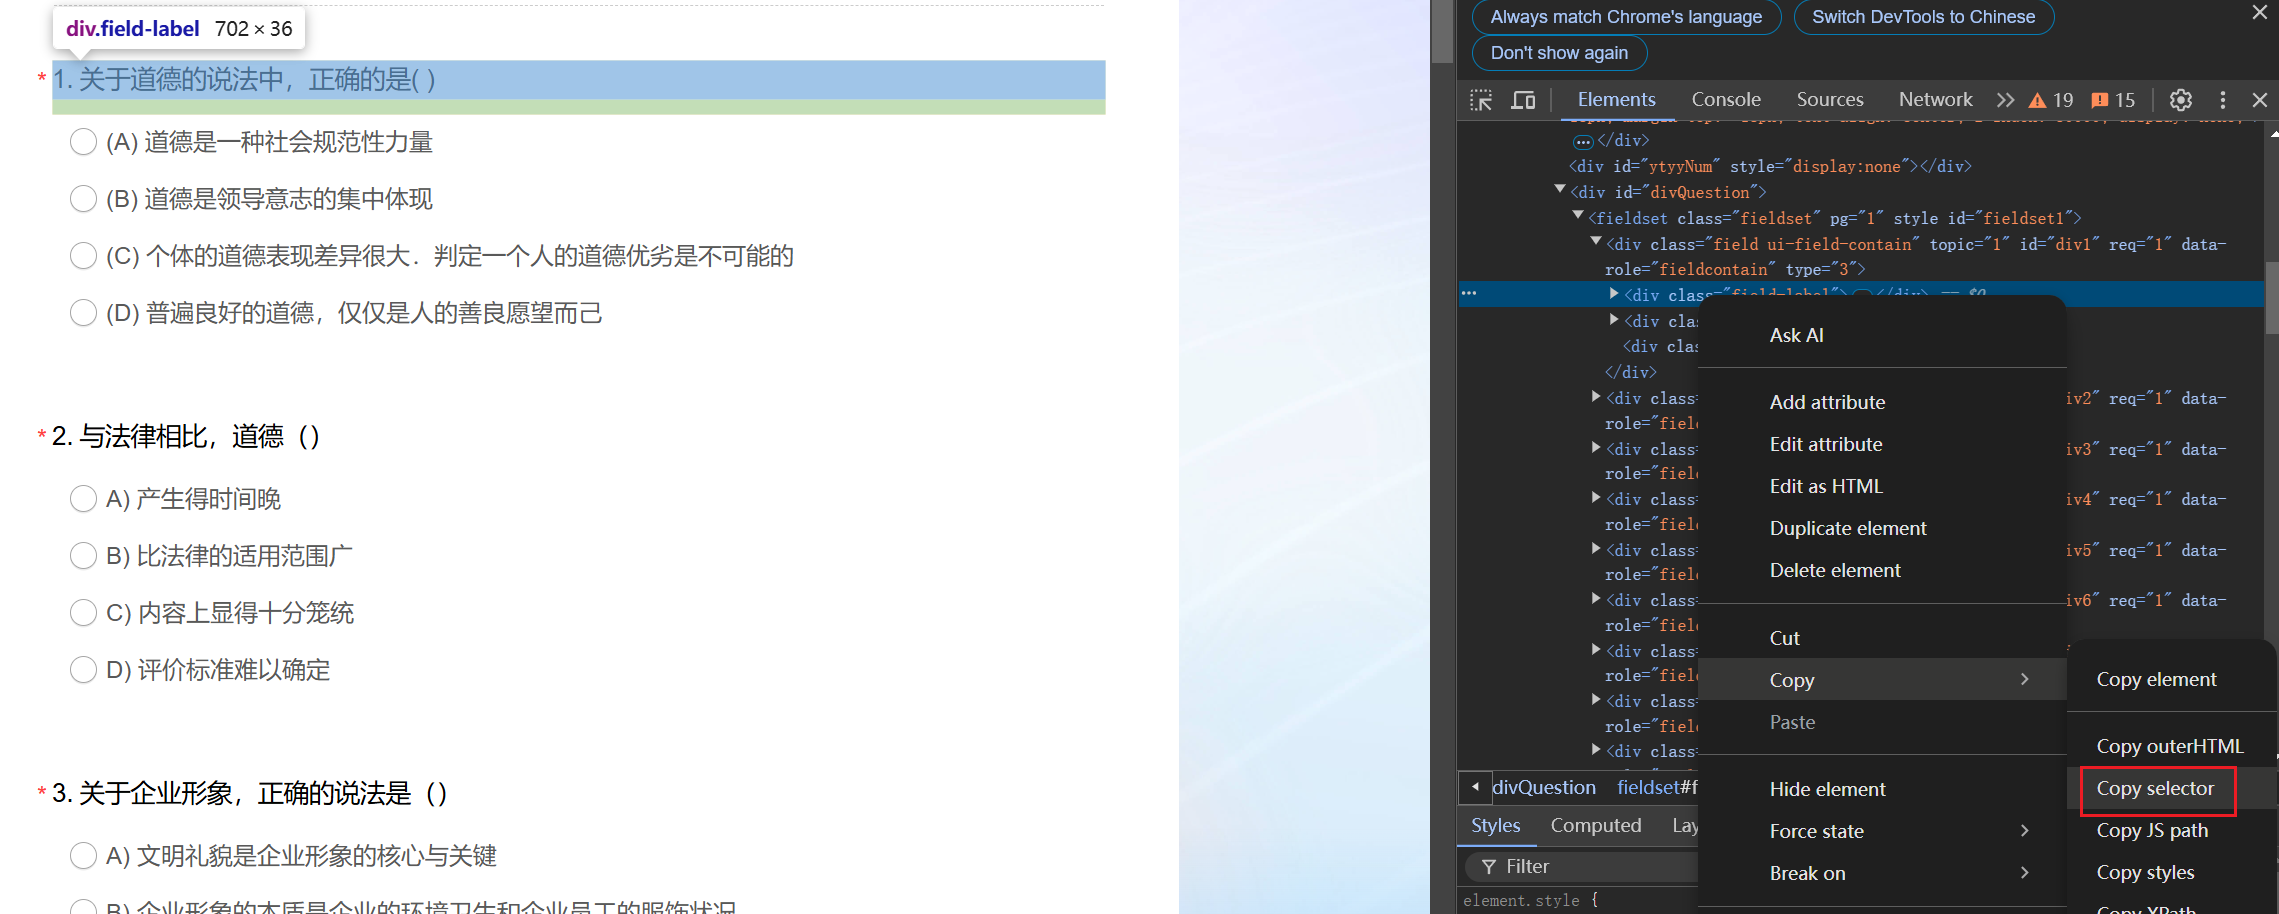 div.field-label 702 × 36
* 1. 关于道德的说法中，正确的是( )
(A) 道德是一种社会规范性力量
(B) 道德是领导意志的集中体现
(C) 个体的道德表现差异很大．判定一个人的道德优劣是不可能的
(D) 普遍良好的道德，仅仅是人的善良愿望而己
* 2. 与法律相比，道德（）
A) 产生得时间晚
B) 比法律的适用范围广
C) 内容上显得十分笼统
D) 评价标准难以确定
* 3. 关于企业形象，正确的说法是（）
A) 文明礼貌是企业形象的核心与关键
B) 企业形象的本质是企业的环境卫生和企业员工的服饰状况
Always match Chrome's language
Switch DevTools to Chinese
Don't show again
Elements Console Sources Network 19 15
</div>
<div id="ytyyNum" style="display:none"></div>
<div id="divQuestion">
<fieldset class="fieldset" pg="1" style id="fieldset1">
<div class="field ui-field-contain" topic="1" id="div1" req="1" data-
role="fieldcontain" type="3">
<div class="field-label"> </div> == $0
<div clas
<div clas
</div>
<div class= iv2" req="1" data-
role="fiel
<div class= iv3" req="1" data-
role="fiel
<div class= iv4" req="1" data-
role="fiel
<div class= iv5" req="1" data-
role="fiel
<div class= iv6" req="1" data-
role="fiel
<div class=
role="fiel
<div class=
role="fiel
<div class=
Ask AI
Add attribute
Edit attribute
Edit as HTML
Duplicate element
Delete element
Cut
Copy
Paste
Hide element
Force state
Break on
Copy element
Copy outerHTML
Copy selector
Copy JS path
Copy styles
Copy XPath
divQuestion fieldset#f
Styles Computed Lay
Filter
element.style {